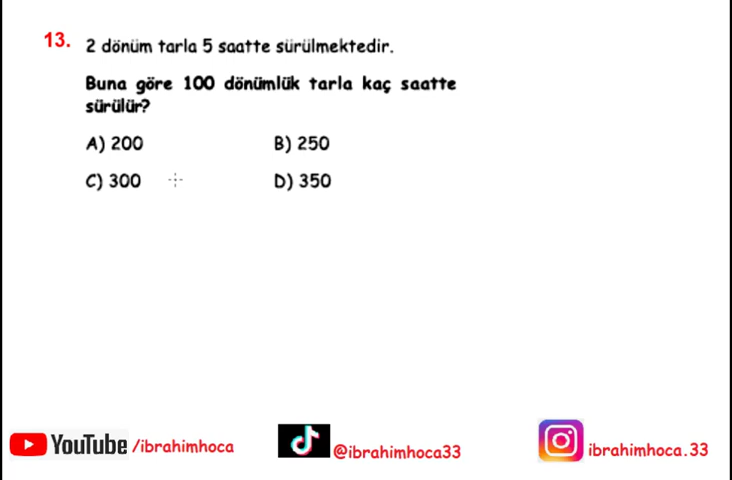 13. 2 dönüm tarla 5 saatte sürülmektedir.
Buna göre 100 dönümlük tarla kaç saatte
sürülür?
A) 200 B) 250
C) 300 D) 350
YouTube /ibrahimhoca @ibrahimhoca33 ibrahimhoca.33